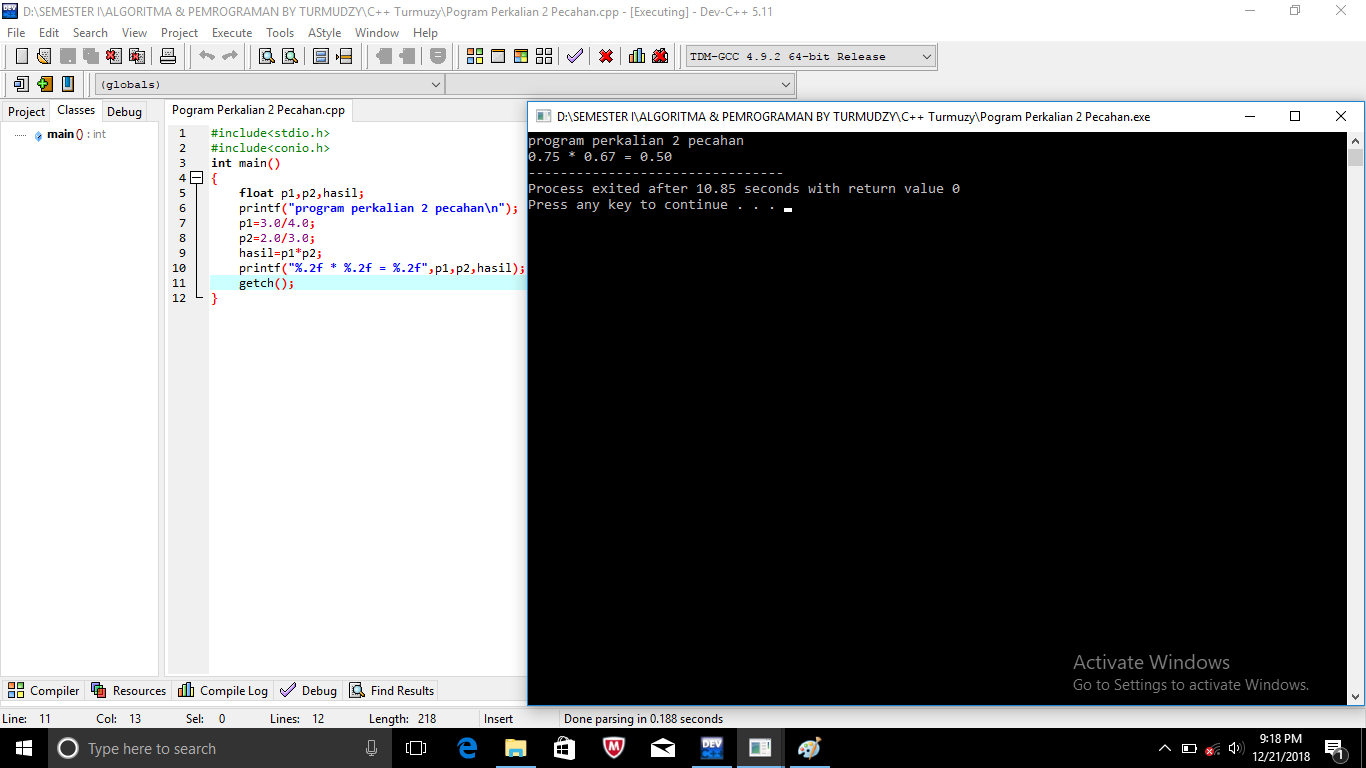 D:\SEMESTER I\ALGORITMA & PEMROGRAMAN BY TURMUDZY\C++ Turmuzy\Pogram Perkalian 2 Pecahan.cpp - [Executing] - Dev-C++ 5.11
File Edit Search View Project Execute Tools AStyle Window Help
TDM-GCC 4.9.2 64-bit Release
(globals)
Project Classes Debug
main () : int
Pogram Perkalian 2 Pecahan.cpp
1 #include<stdio.h>
2 #include<conio.h>
3 int main()
4 {
5 float p1,p2,hasil;
6 printf("program perkalian 2 pecahan\n");
7 p1=3.0/4.0;
8 p2=2.0/3.0;
9 hasil=p1*p2;
10 printf("%.2f * %.2f = %.2f",p1,p2,hasil);
11 getch();
12 }
D:\SEMESTER I\ALGORITMA & PEMROGRAMAN BY TURMUDZY\C++ Turmuzy\Pogram Perkalian 2 Pecahan.exe
program perkalian 2 pecahan
0.75 * 0.67 = 0.50
--------------------------------
Process exited after 10.85 seconds with return value 0
Press any key to continue . . .
Activate Windows
Go to Settings to activate Windows.
Compiler Resources Compile Log Debug Find Results
Line: 11 Col: 13 Sel: 0 Lines: 12 Length: 218 Insert Done parsing in 0.188 seconds
Type here to search
DEV
9:18 PM
12/21/2018
1